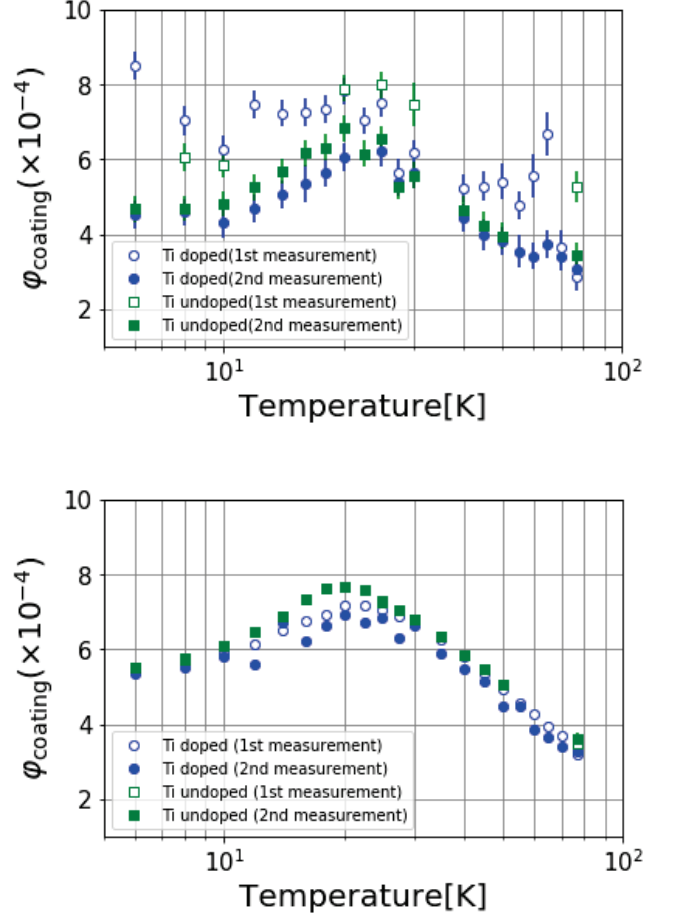 10
8
6
4
2
φcoating(×10−4)
Ti doped(1st measurement)
Ti doped(2nd measurement)
Ti undoped(1st measurement)
Ti undoped(2nd measurement)
10¹ 10²
Temperature[K]
10
8
6
4
2
φcoating(×10−4)
Ti doped (1st measurement)
Ti doped (2nd measurement)
Ti undoped (1st measurement)
Ti undoped (2nd measurement)
10¹ 10²
Temperature[K]